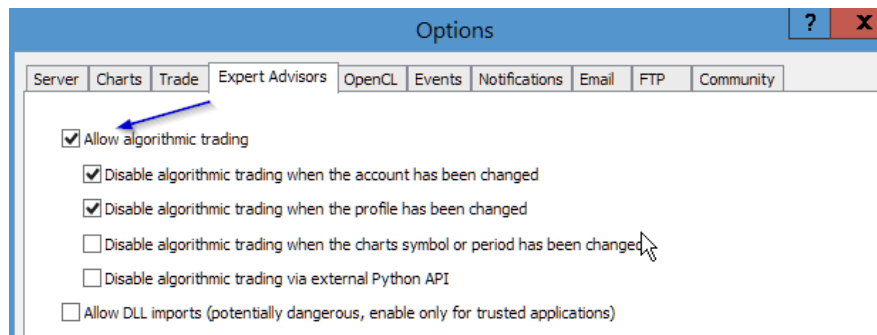 Options
? X
Server Charts Trade Expert Advisors OpenCL Events Notifications Email FTP Community
Allow algorithmic trading
Disable algorithmic trading when the account has been changed
Disable algorithmic trading when the profile has been changed
Disable algorithmic trading when the charts symbol or period has been changed
Disable algorithmic trading via external Python API
Allow DLL imports (potentially dangerous, enable only for trusted applications)